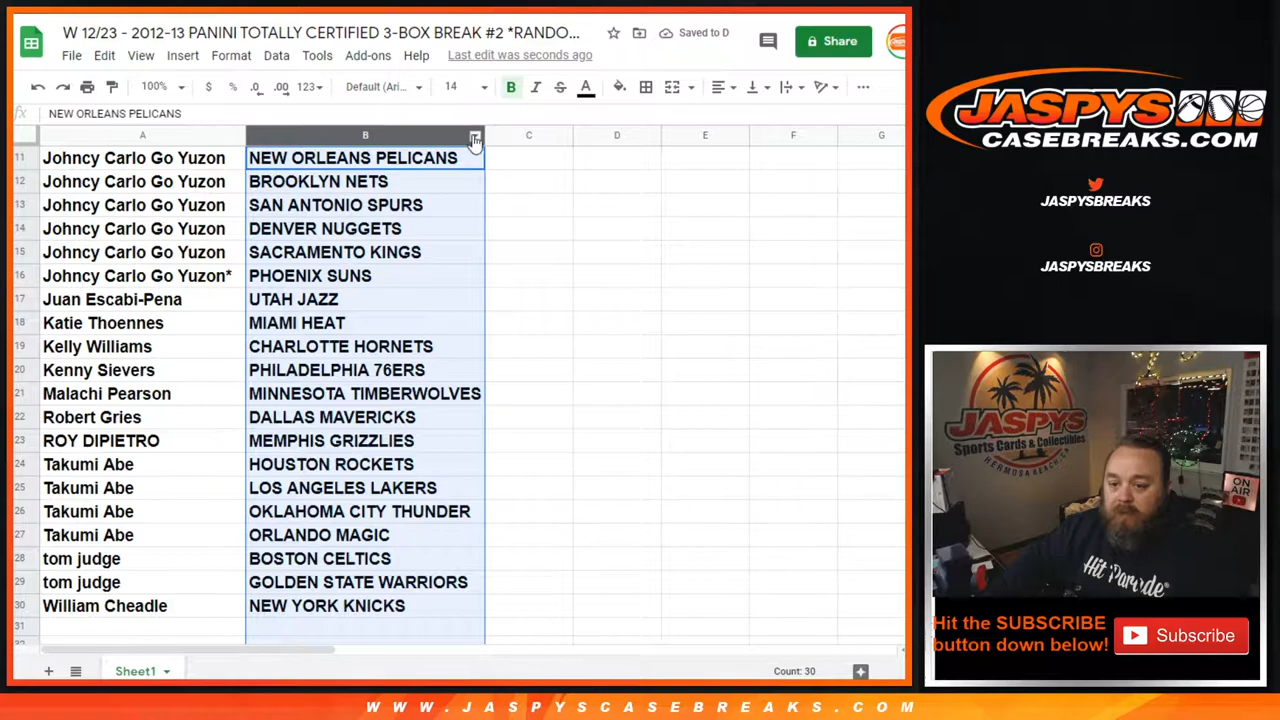 W 12/23 - 2012-13 PANINI TOTALLY CERTIFIED 3-BOX BREAK #2 *RANDO...
Saved to D
Share
File Edit View Insert Format Data Tools Add-ons Help Last edit was seconds ago
100% $ % .0 .00 123 Default (Ari... 14 B I S A
fx NEW ORLEANS PELICANS
A B C D E F G
11 Johncy Carlo Go Yuzon NEW ORLEANS PELICANS
12 Johncy Carlo Go Yuzon BROOKLYN NETS
13 Johncy Carlo Go Yuzon SAN ANTONIO SPURS
14 Johncy Carlo Go Yuzon DENVER NUGGETS
15 Johncy Carlo Go Yuzon SACRAMENTO KINGS
16 Johncy Carlo Go Yuzon* PHOENIX SUNS
17 Juan Escabi-Pena UTAH JAZZ
18 Katie Thoennes MIAMI HEAT
19 Kelly Williams CHARLOTTE HORNETS
20 Kenny Sievers PHILADELPHIA 76ERS
21 Malachi Pearson MINNESOTA TIMBERWOLVES
22 Robert Gries DALLAS MAVERICKS
23 ROY DIPIETRO MEMPHIS GRIZZLIES
24 Takumi Abe HOUSTON ROCKETS
25 Takumi Abe LOS ANGELES LAKERS
26 Takumi Abe OKLAHOMA CITY THUNDER
27 Takumi Abe ORLANDO MAGIC
28 tom judge BOSTON CELTICS
29 tom judge GOLDEN STATE WARRIORS
30 William Cheadle NEW YORK KNICKS
31
Sheet1
Count: 30
JASPYS
CASEBREAKS.COM
JASPYSBREAKS
JASPYSBREAKS
JASPYS
Sports Cards & Collectibles
HERMOSA BEACH, CA
ON
AIR
Hit Parade
Hit the SUBSCRIBE
button down below!
Subscribe
WWW.JASPYSCASEBREAKS.COM